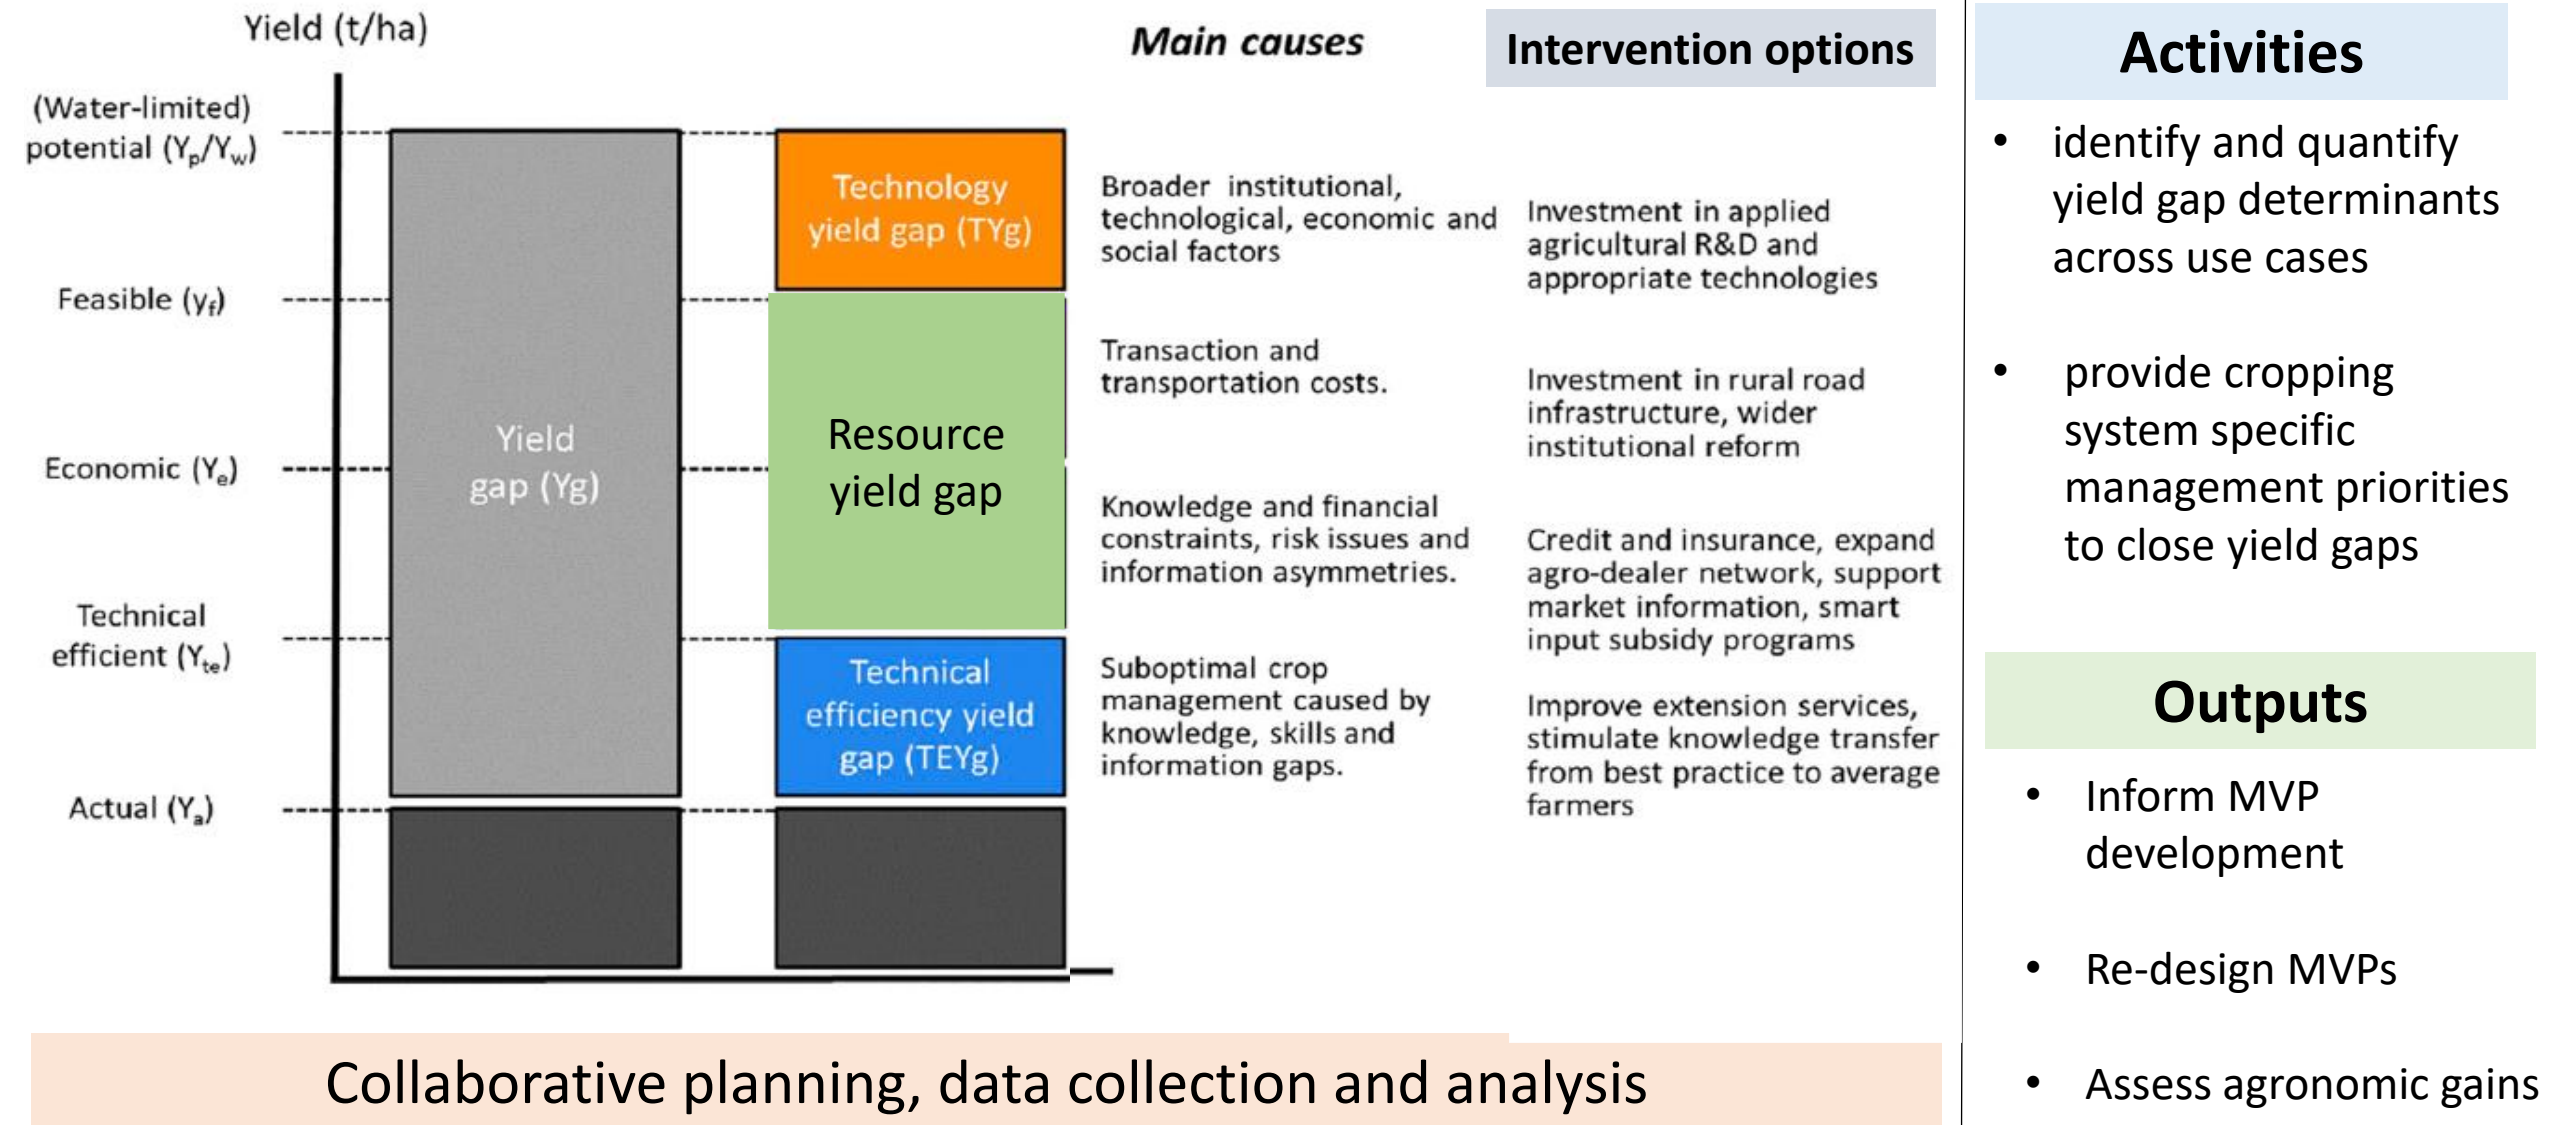 Yield (t/ha)
(Water-limited)
potential (Yp/Yw)
Feasible (yf)
Economic (Ye)
Technical
efficient (Yte)
Actual (Ya)
Yield
gap (Yg)
Technology
yield gap (TYg)
Resource
yield gap
Technical
efficiency yield
gap (TEYg)
Main causes
Broader institutional,
technological, economic and
social factors
Transaction and
transportation costs.
Knowledge and financial
constraints, risk issues and
information asymmetries.
Suboptimal crop
management caused by
knowledge, skills and
information gaps.
Intervention options
Investment in applied
agricultural R&D and
appropriate technologies
Investment in rural road
infrastructure, wider
institutional reform
Credit and insurance, expand
agro-dealer network, support
market information, smart
input subsidy programs
Improve extension services,
stimulate knowledge transfer
from best practice to average
farmers
Collaborative planning, data collection and analysis
Activities
• identify and quantify
yield gap determinants
across use cases
• provide cropping
system specific
management priorities
to close yield gaps
Outputs
• Inform MVP
development
• Re-design MVPs
• Assess agronomic gains